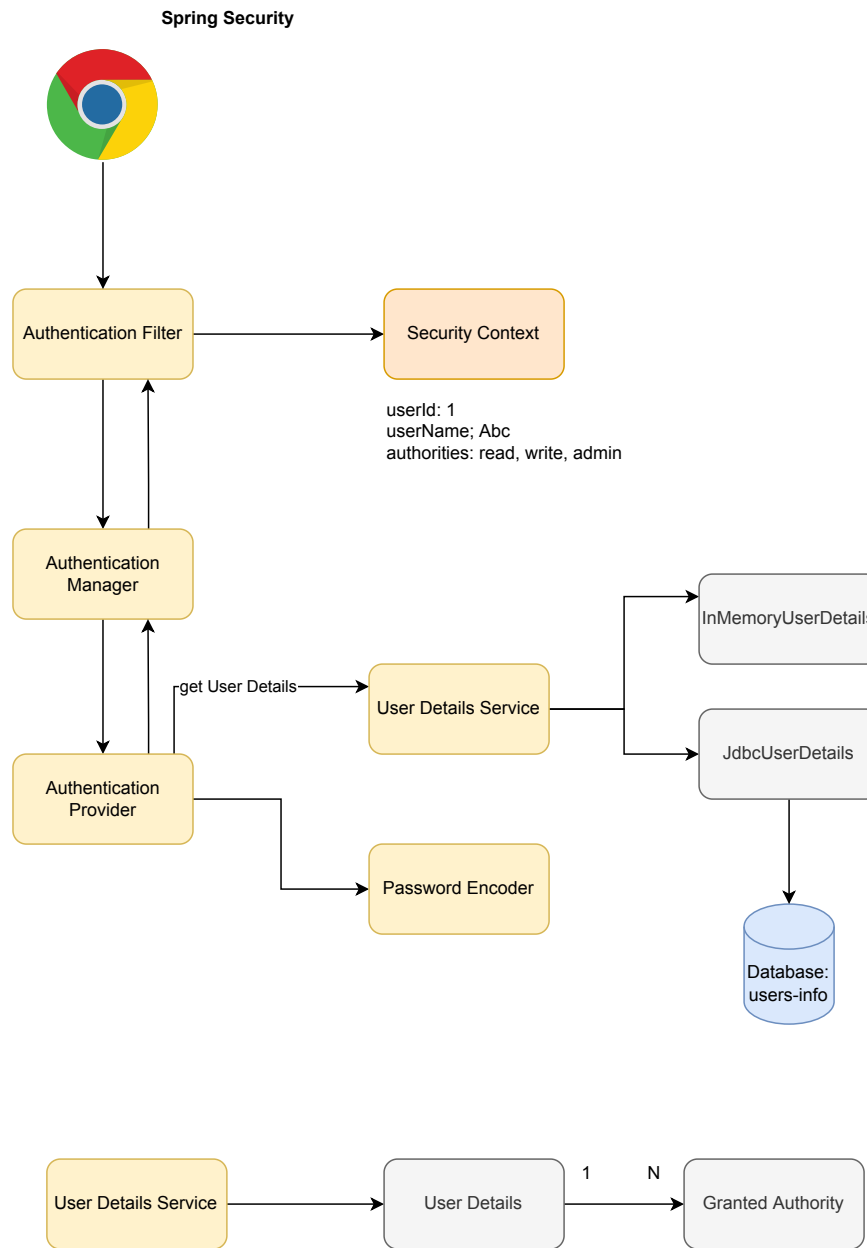 Spring Security
Authentication Filter
Security Context
userId: 1
userName; Abc
authorities: read, write, admin
Authentication
Manager
InMemoryUserDetails
get User Details
User Details Service
JdbcUserDetails
Authentication
Provider
Password Encoder
Database:
users-info
User Details Service
User Details
1
N
Granted Authority